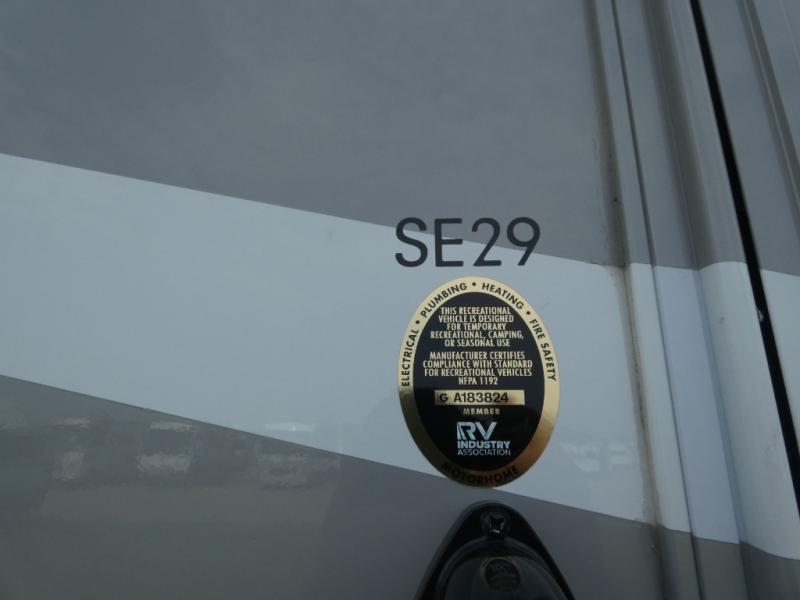 SE29
ELECTRICAL • PLUMBING • HEATING • FIRE SAFETY
THIS RECREATIONAL
VEHICLE IS DESIGNED
FOR TEMPORARY
RECREATIONAL, CAMPING,
OR SEASONAL USE
MANUFACTURER CERTIFIES
COMPLIANCE WITH STANDARD
FOR RECREATIONAL VEHICLES
NFPA 1192
G A183824
MEMBER
RV
INDUSTRY
ASSOCIATION
MOTORHOME